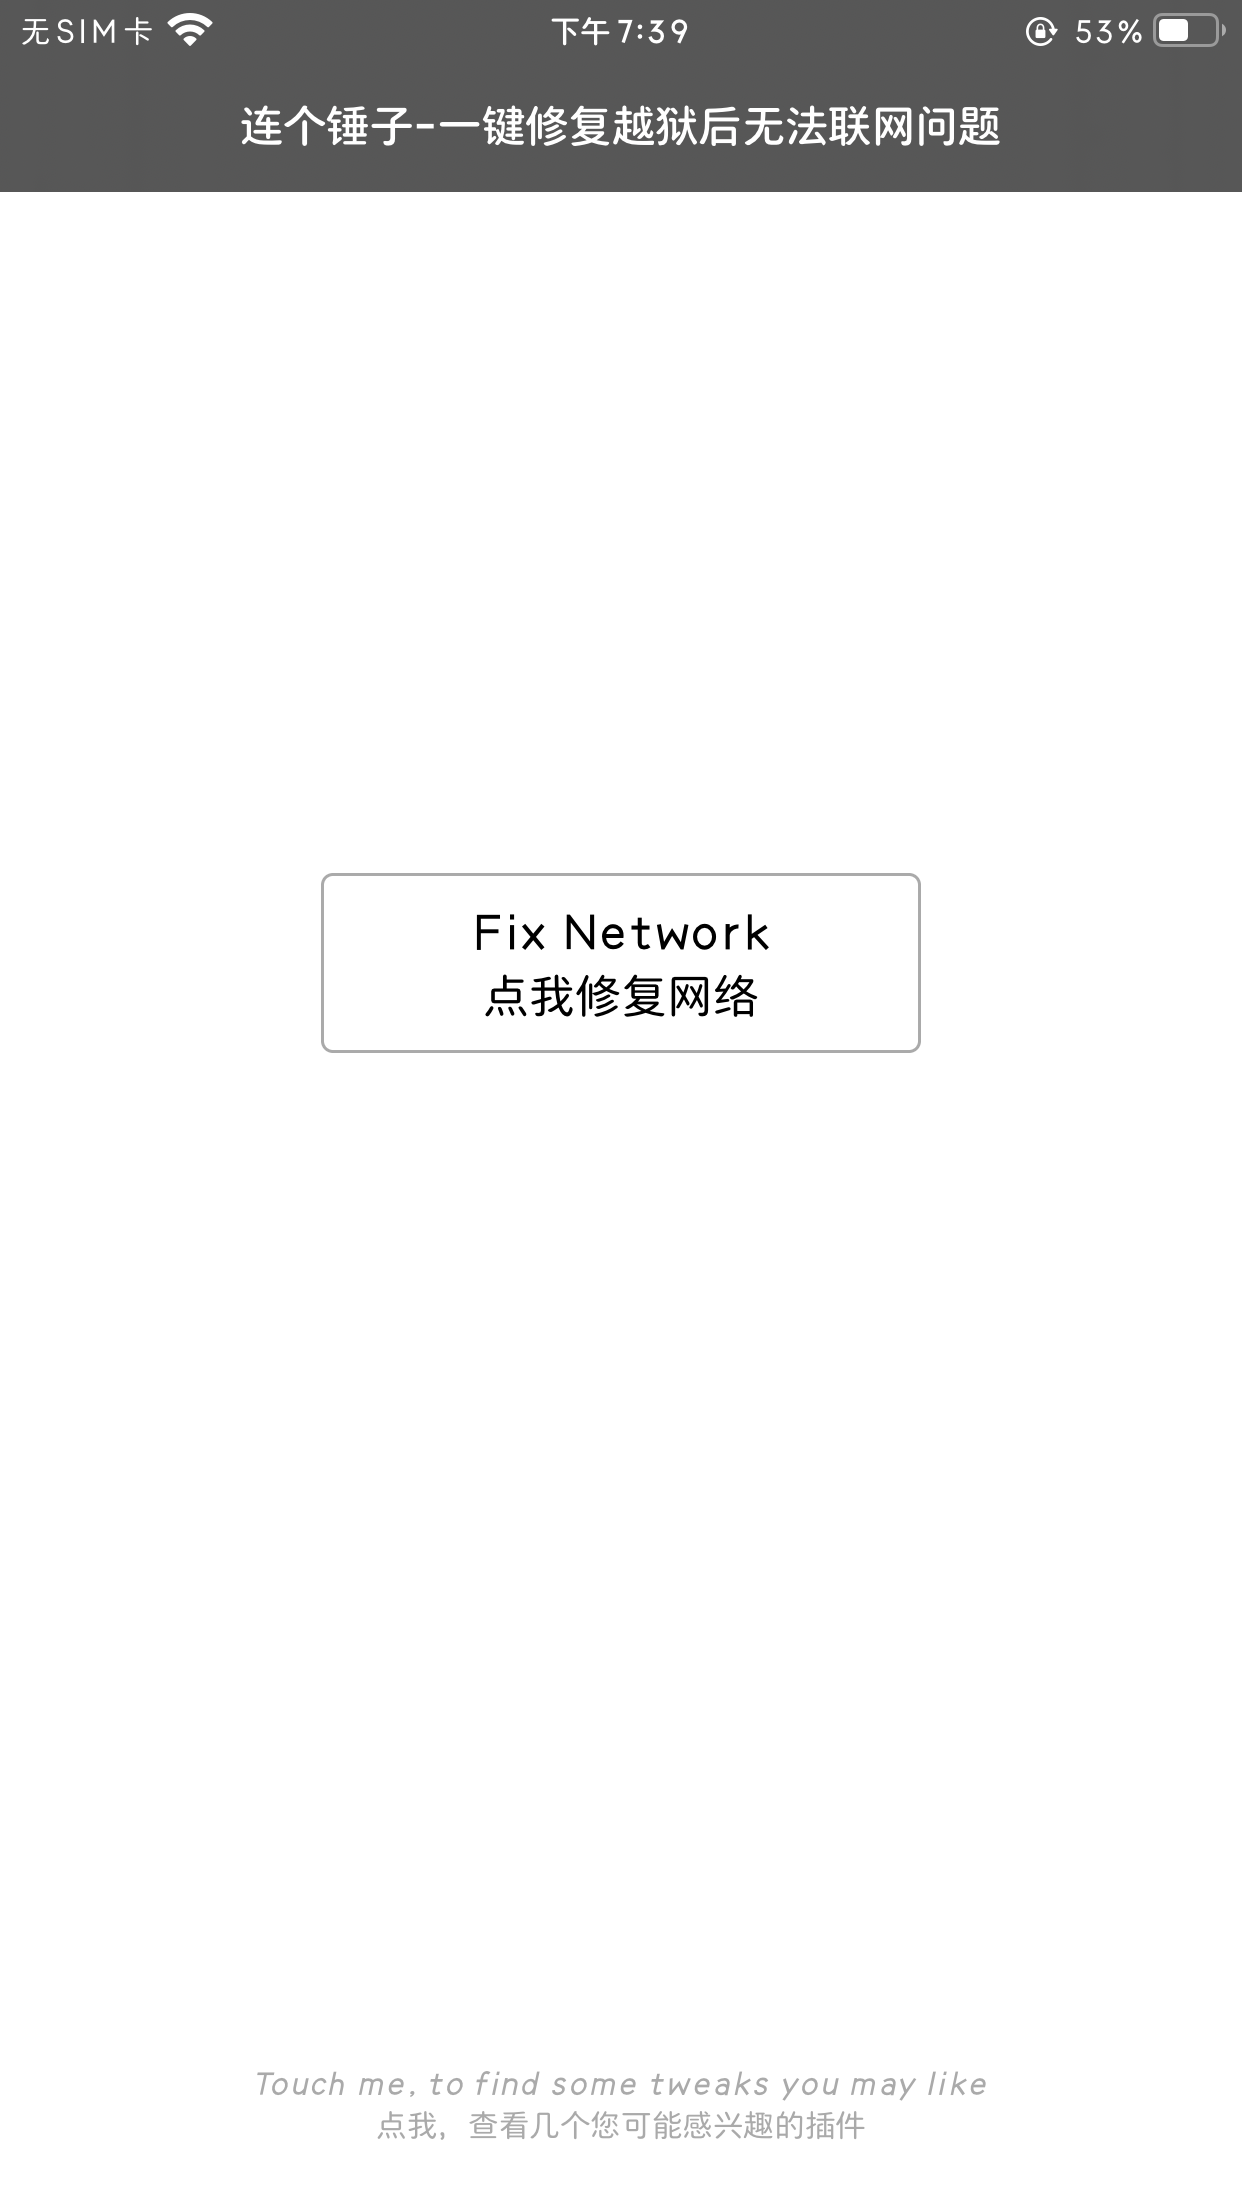 无SIM卡 下午7:39 53%
连个锤子-一键修复越狱后无法联网问题
Fix Network
点我修复网络
Touch me, to find some tweaks you may like
点我，查看几个您可能感兴趣的插件